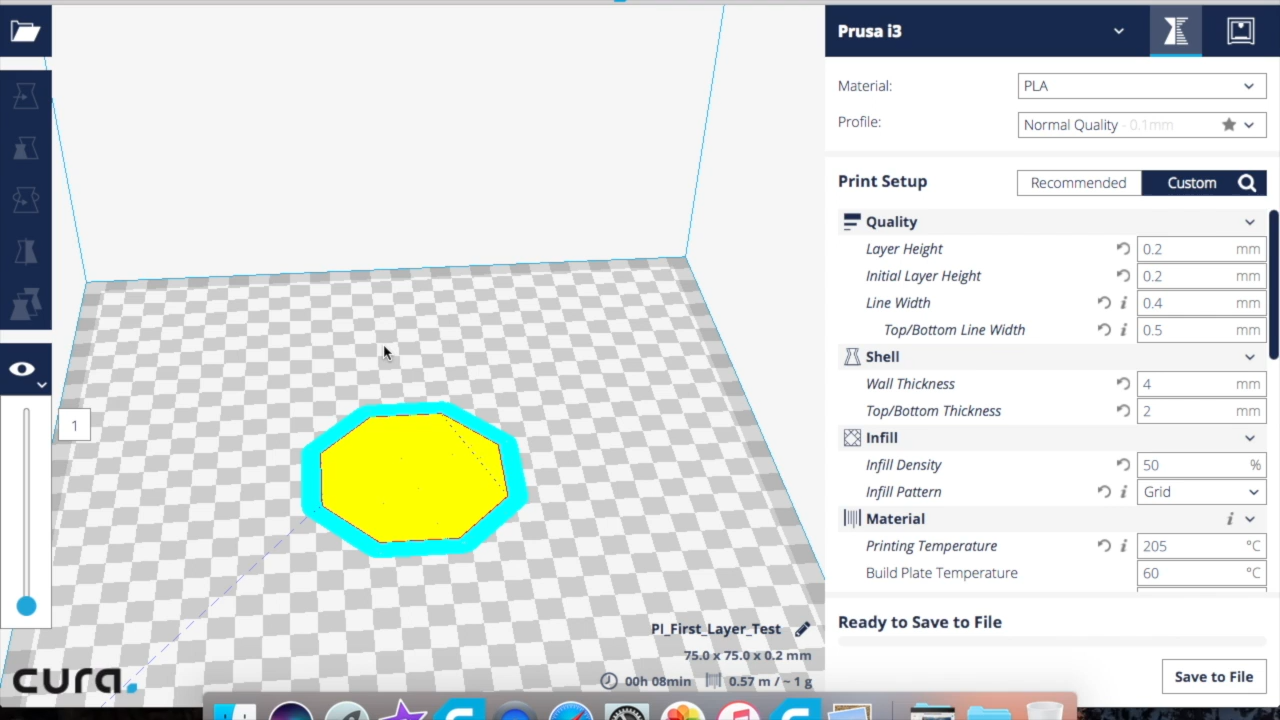 Prusa i3
Material: PLA
Profile: Normal Quality - 0.1mm
Print Setup Recommended Custom
Quality
Layer Height 0.2 mm
Initial Layer Height 0.2 mm
Line Width i 0.4 mm
Top/Bottom Line Width i 0.5 mm
Shell
Wall Thickness 4 mm
Top/Bottom Thickness 2 mm
Infill
Infill Density 50 %
Infill Pattern i Grid
Material i
Printing Temperature i 205 °C
Build Plate Temperature 60 °C
Ready to Save to File
Save to File
1
PI_First_Layer_Test
75.0 x 75.0 x 0.2 mm
00h 08min 0.57 m / ~ 1 g
cura.